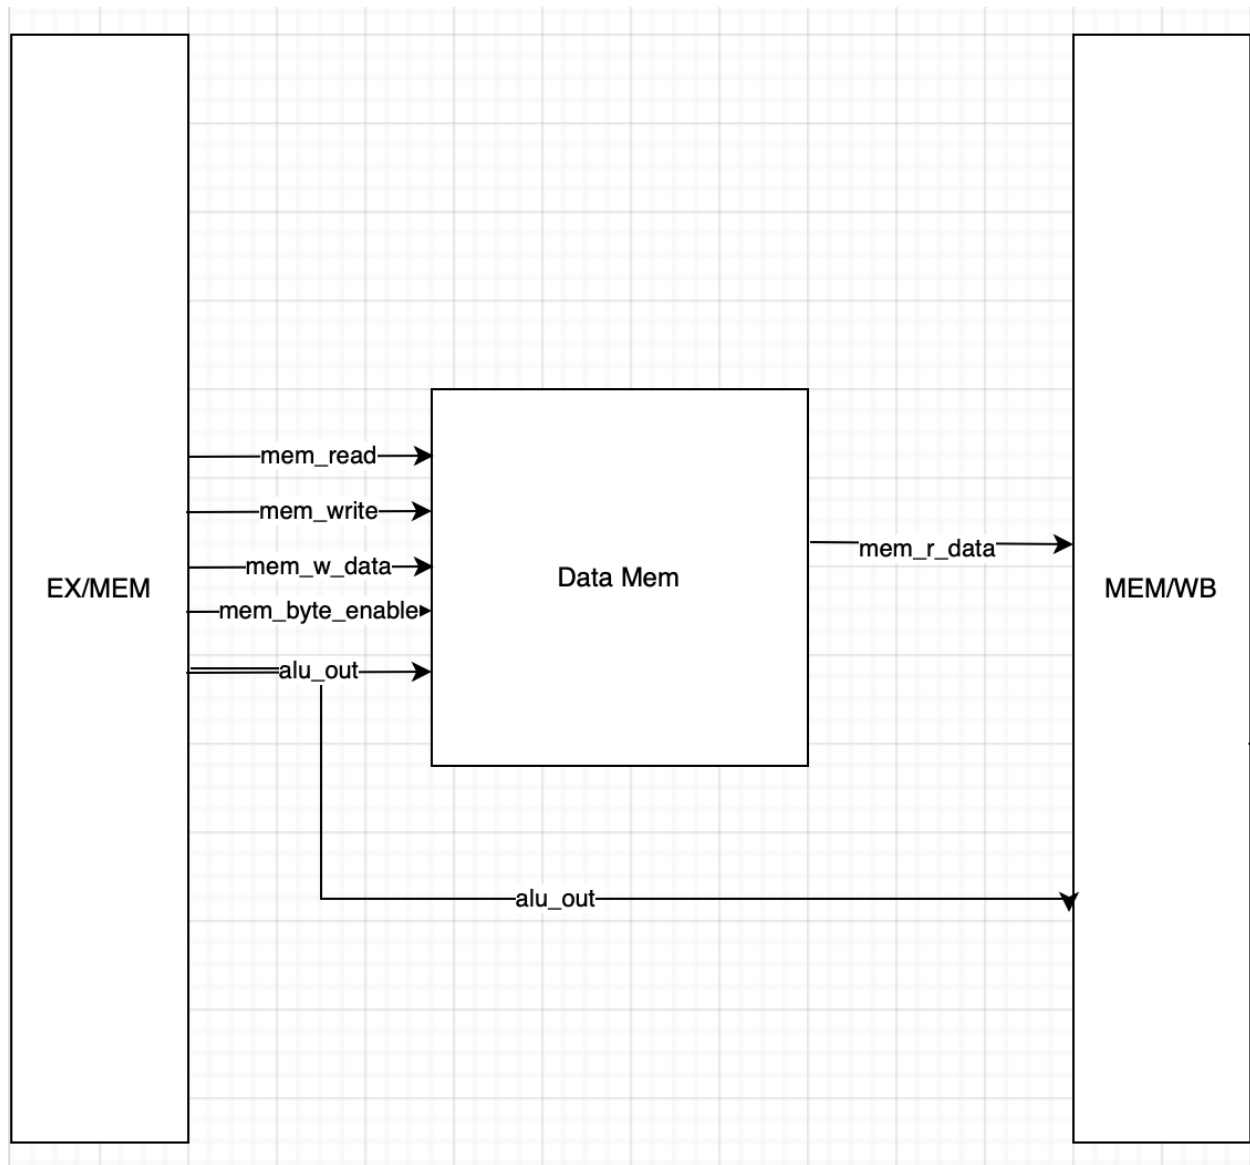 mem_read
mem_write
mem_w_data
mem_byte_enable
alu_out
EX/MEM
Data Mem
mem_r_data
MEM/WB
alu_out